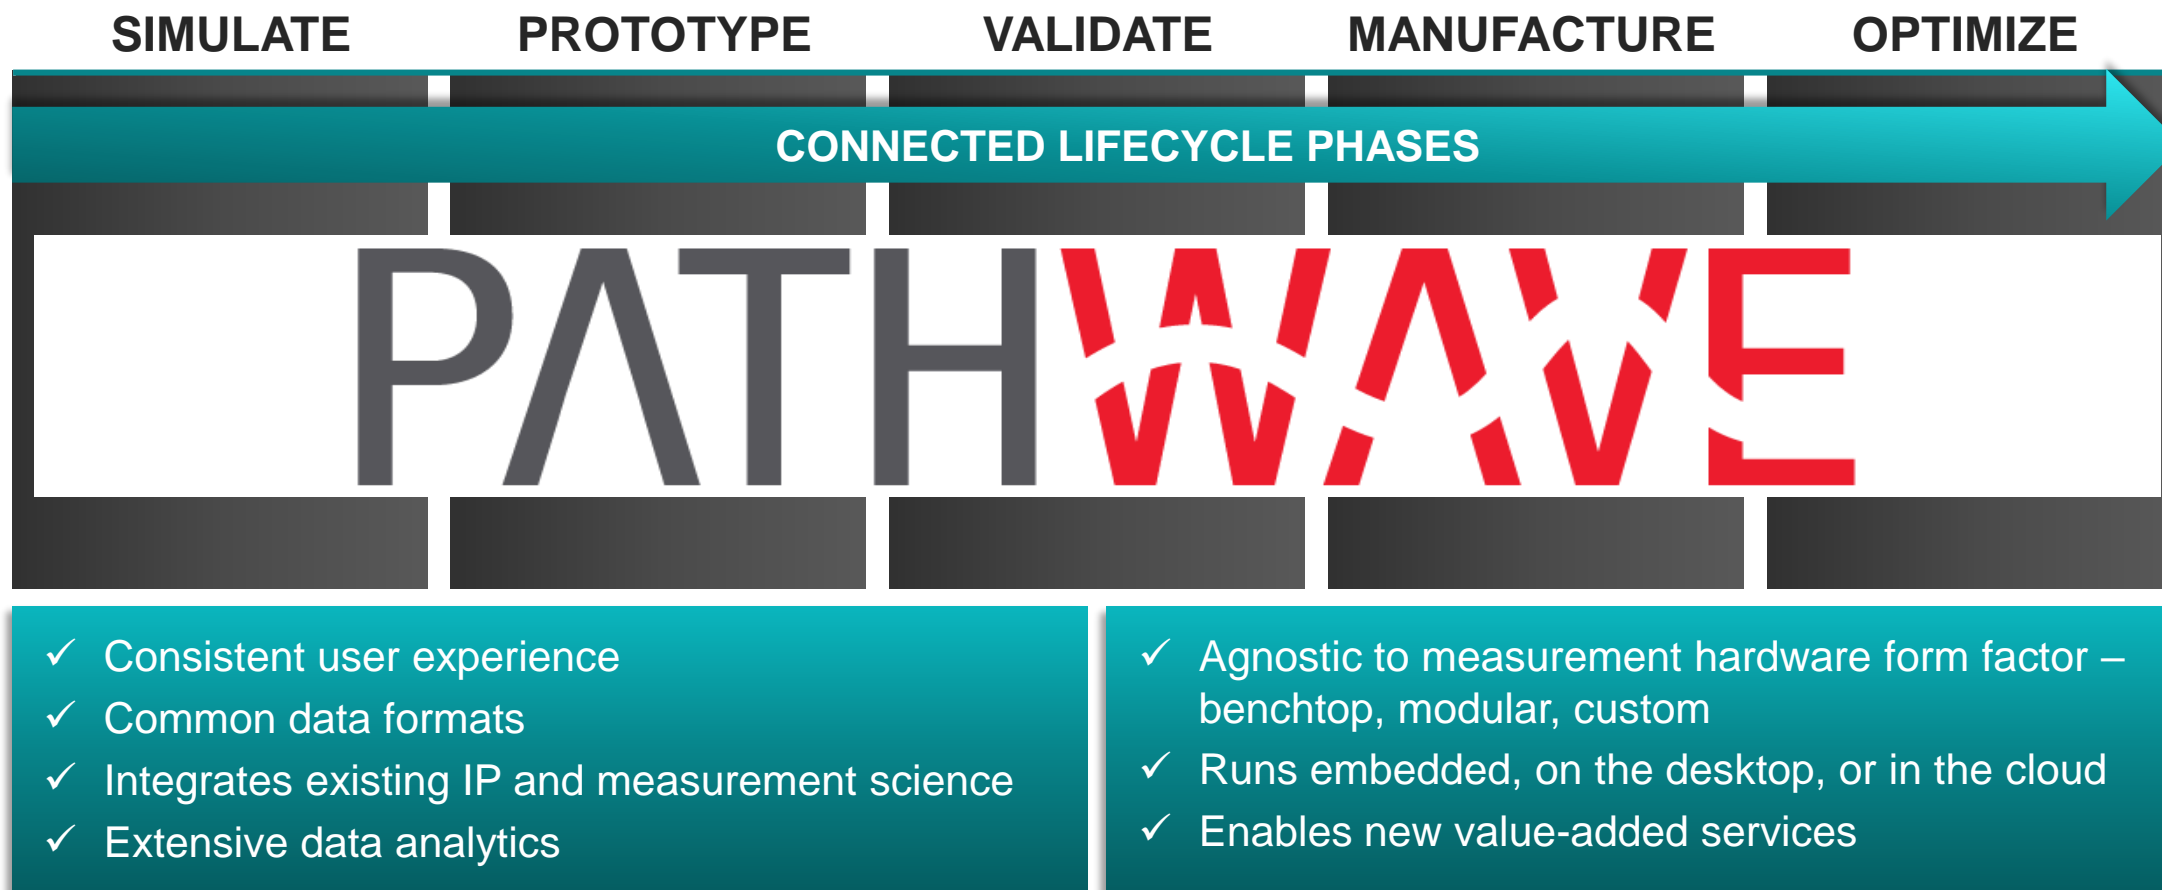 SIMULATE PROTOTYPE VALIDATE MANUFACTURE OPTIMIZE
CONNECTED LIFECYCLE PHASES
PATHWAVE
✓ Consistent user experience
✓ Common data formats
✓ Integrates existing IP and measurement science
✓ Extensive data analytics
✓ Agnostic to measurement hardware form factor –
benchtop, modular, custom
✓ Runs embedded, on the desktop, or in the cloud
✓ Enables new value-added services